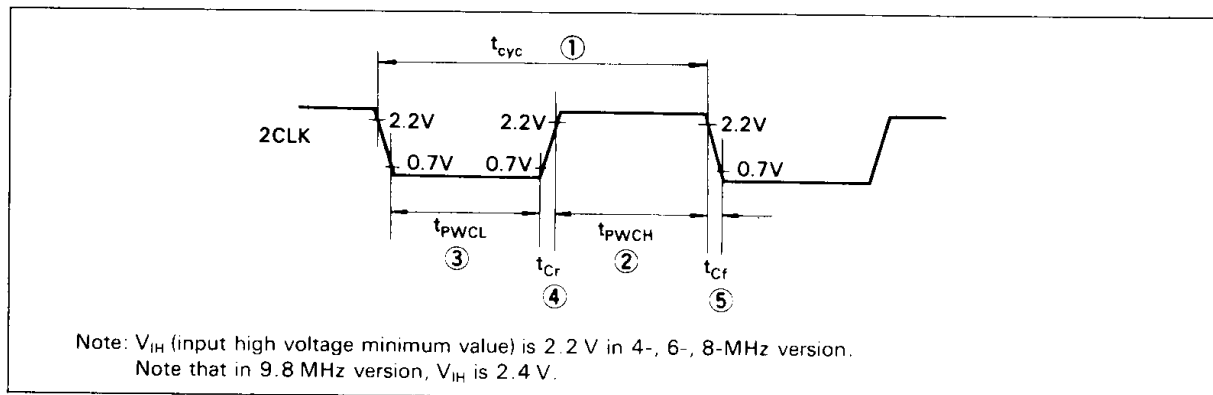 t_cyc ①
2CLK
2.2V 2.2V 2.2V
0.7V 0.7V 0.7V
t_PWCL t_PWCH
③ t_Cr ② t_Cf
④ ⑤
Note: V_IH (input high voltage minimum value) is 2.2 V in 4-, 6-, 8-MHz version.
Note that in 9.8 MHz version, V_IH is 2.4 V.